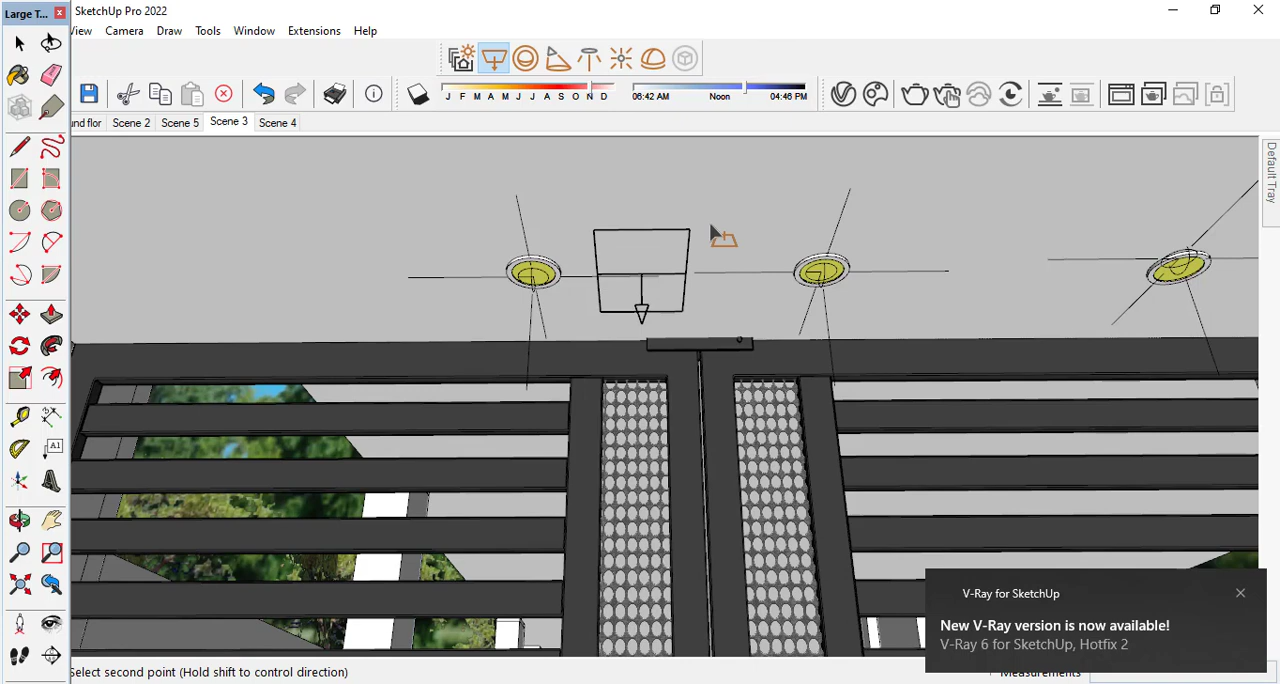 Large T...
SketchUp Pro 2022
View Camera Draw Tools Window Extensions Help
J F M A M J J A S O N D
06:42 AM Noon 04:46 PM
und flor Scene 2 Scene 5 Scene 3 Scene 4
Default Tray
A1
V-Ray for SketchUp
New V-Ray version is now available!
V-Ray 6 for SketchUp, Hotfix 2
Select second point (Hold shift to control direction)
Measurements